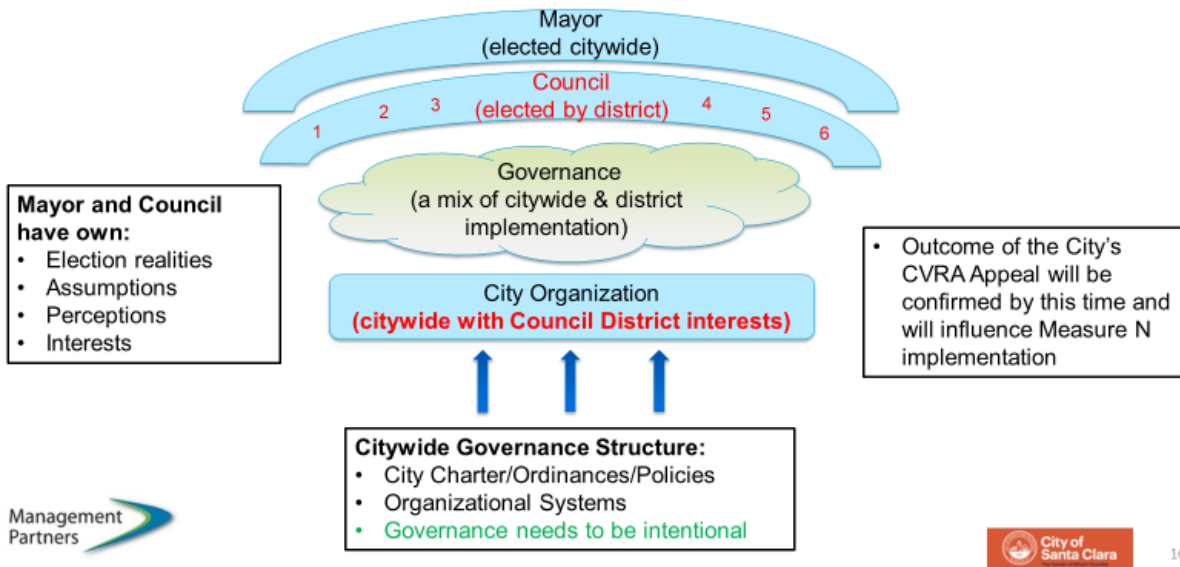 Mayor
(elected citywide)
Council
(elected by district)
1
2
3
4
5
6
Governance
(a mix of citywide & district
implementation)
Mayor and Council
have own:
• Election realities
• Assumptions
• Perceptions
• Interests
• Outcome of the City's
CVRA Appeal will be
confirmed by this time and
will influence Measure N
implementation
City Organization
(citywide with Council District interests)
Citywide Governance Structure:
• City Charter/Ordinances/Policies
• Organizational Systems
• Governance needs to be intentional
Management
Partners
City of
Santa Clara